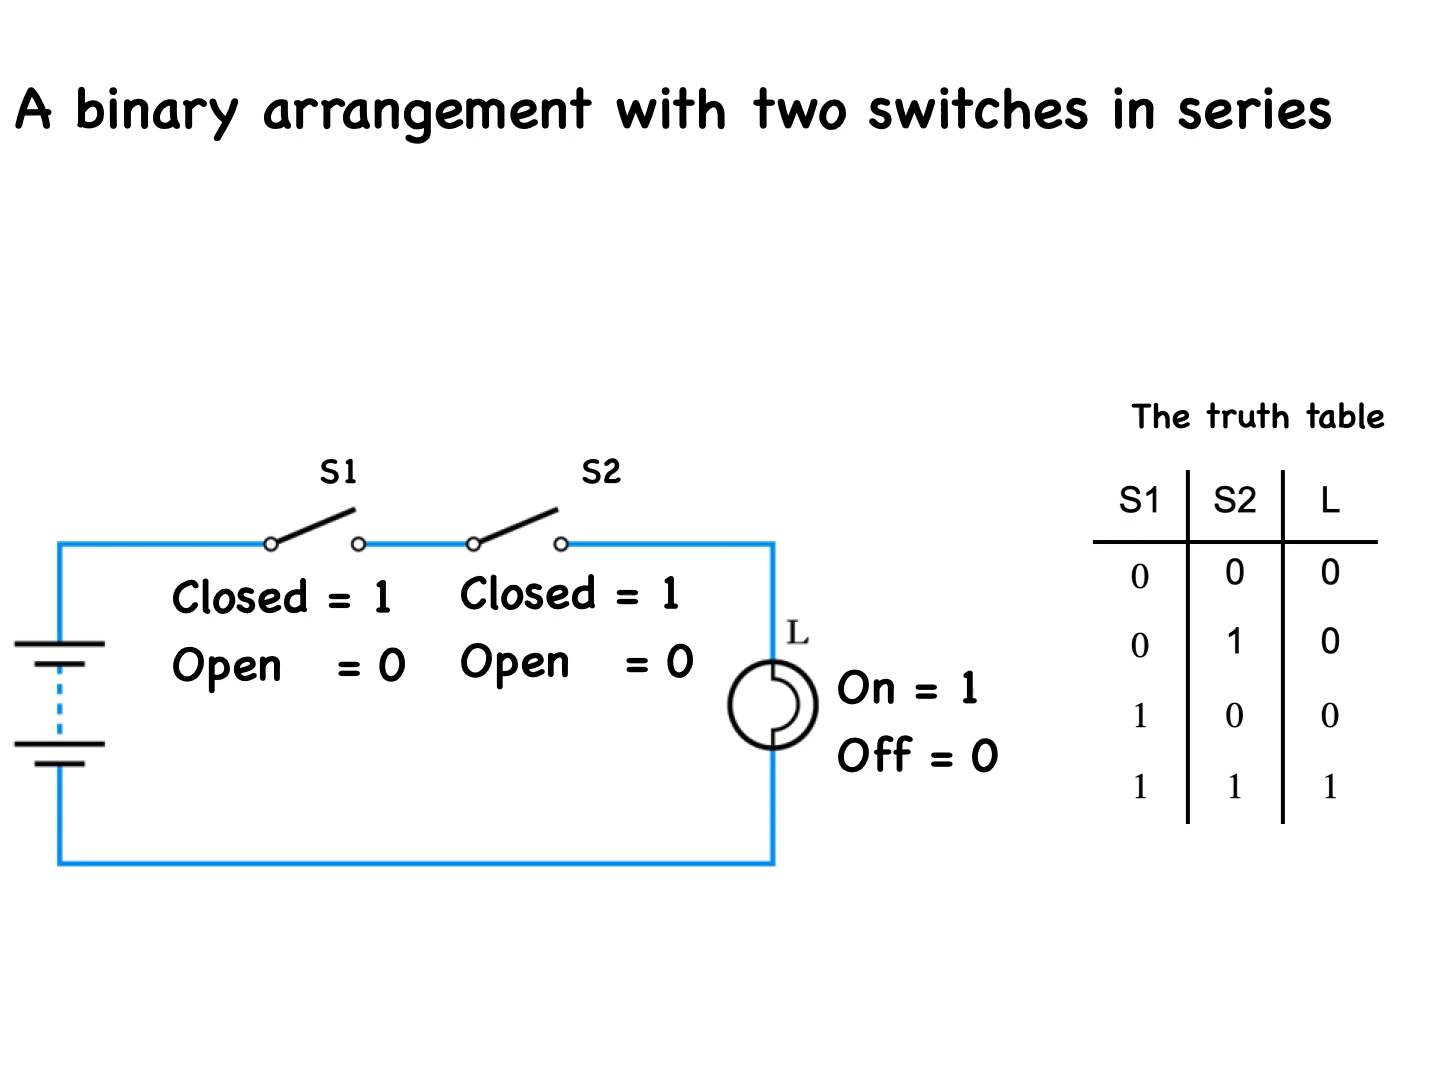 A binary arrangement with two switches in series
The truth table
S1 S2
S1 S2 L
0 0 0
0 1 0
1 0 0
1 1 1
Closed = 1 Closed = 1
Open = 0 Open = 0
L
On = 1
Off = 0